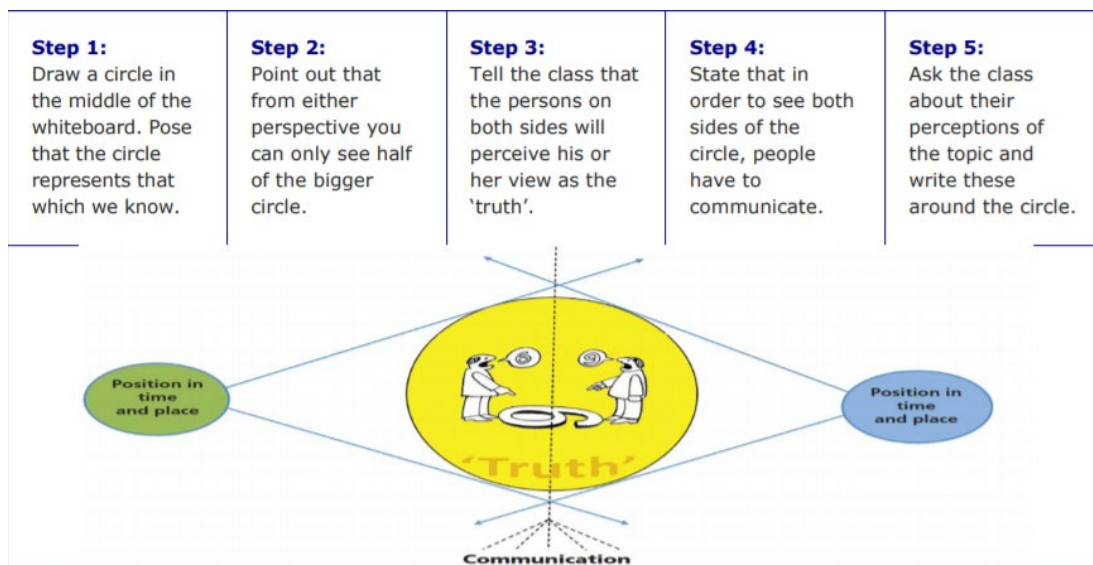 Step 1:
Draw a circle in
the middle of the
whiteboard. Pose
that the circle
represents that
which we know.
Step 2:
Point out that
from either
perspective you
can only see half
of the bigger
circle.
Step 3:
Tell the class that
the persons on
both sides will
perceive his or
her view as the
‘truth’.
Step 4:
State that in
order to see both
sides of the
circle, people
have to
communicate.
Step 5:
Ask the class
about their
perceptions of
the topic and
write these
around the circle.
6
9
Position in
time
and place
Position in
time
and place
6
‘Truth’
Communication